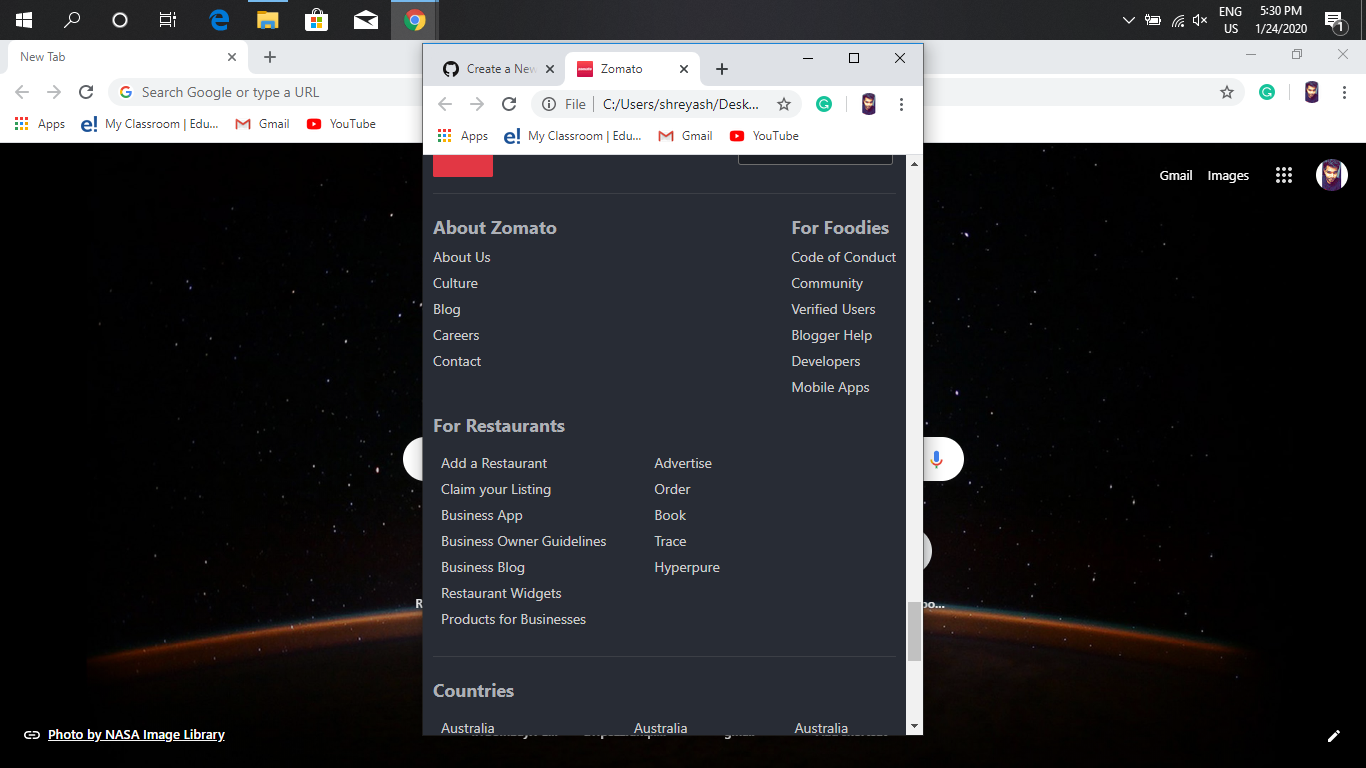 ENG
US
5:30 PM
1/24/2020
1
New Tab
Search Google or type a URL
Apps
My Classroom | Edu...
Gmail
YouTube
Gmail
Images
Create a New
Zomato
File
C:/Users/shreyash/Desk...
Apps
My Classroom | Edu...
Gmail
YouTube
About Zomato
About Us
Culture
Blog
Careers
Contact
For Foodies
Code of Conduct
Community
Verified Users
Blogger Help
Developers
Mobile Apps
For Restaurants
Add a Restaurant
Claim your Listing
Business App
Business Owner Guidelines
Business Blog
Restaurant Widgets
Products for Businesses
Advertise
Order
Book
Trace
Hyperpure
Countries
Australia
Australia
Australia
Photo by NASA Image Library